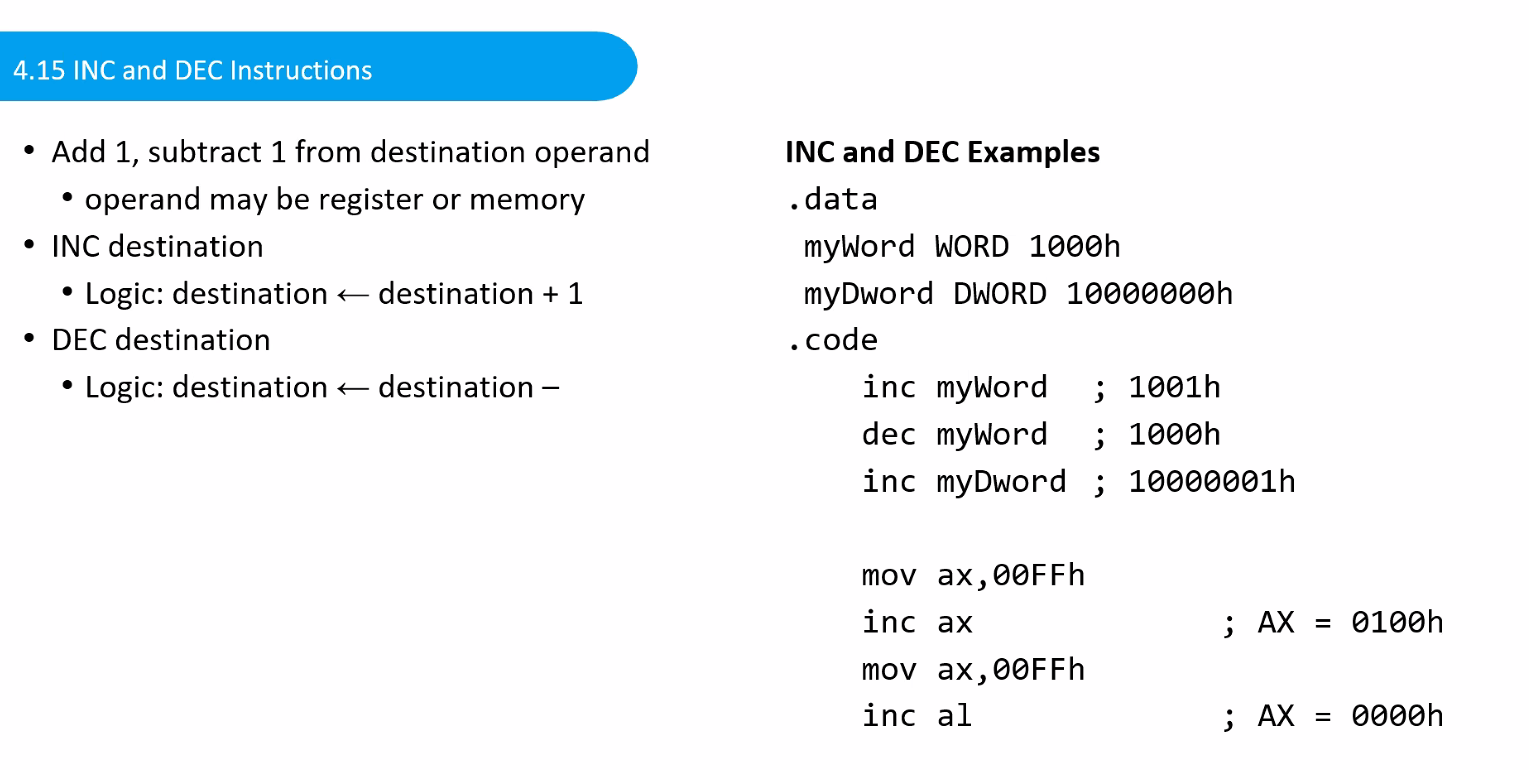 4.15 INC and DEC Instructions
• Add 1, subtract 1 from destination operand
• operand may be register or memory
• INC destination
• Logic: destination ← destination + 1
• DEC destination
• Logic: destination ← destination –
INC and DEC Examples
.data
myWord WORD 1000h
myDword DWORD 10000000h
.code
inc myWord ; 1001h
dec myWord ; 1000h
inc myDword ; 10000001h
mov ax,00FFh
inc ax ; AX = 0100h
mov ax,00FFh
inc al ; AX = 0000h